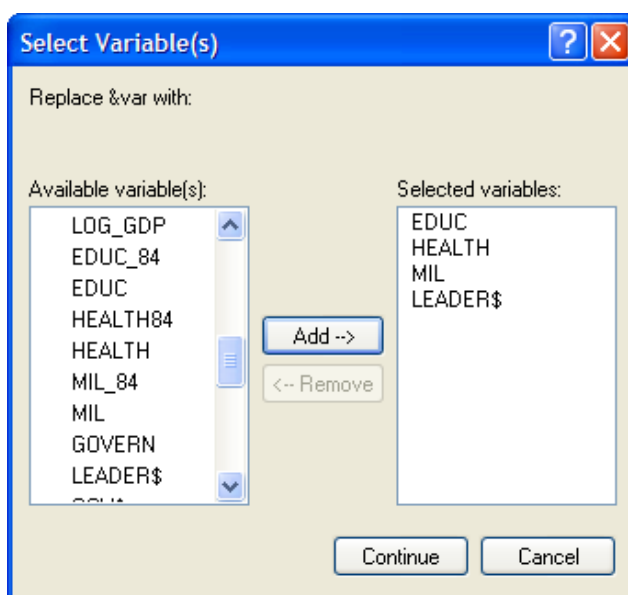 Select Variable(s)
Replace &var with:
Available variable(s):
LOG_GDP
EDUC_84
EDUC
HEALTH84
HEALTH
MIL_84
MIL
GOVERN
LEADER$
Add -->
<-- Remove
Selected variables:
EDUC
HEALTH
MIL
LEADER$
Continue
Cancel